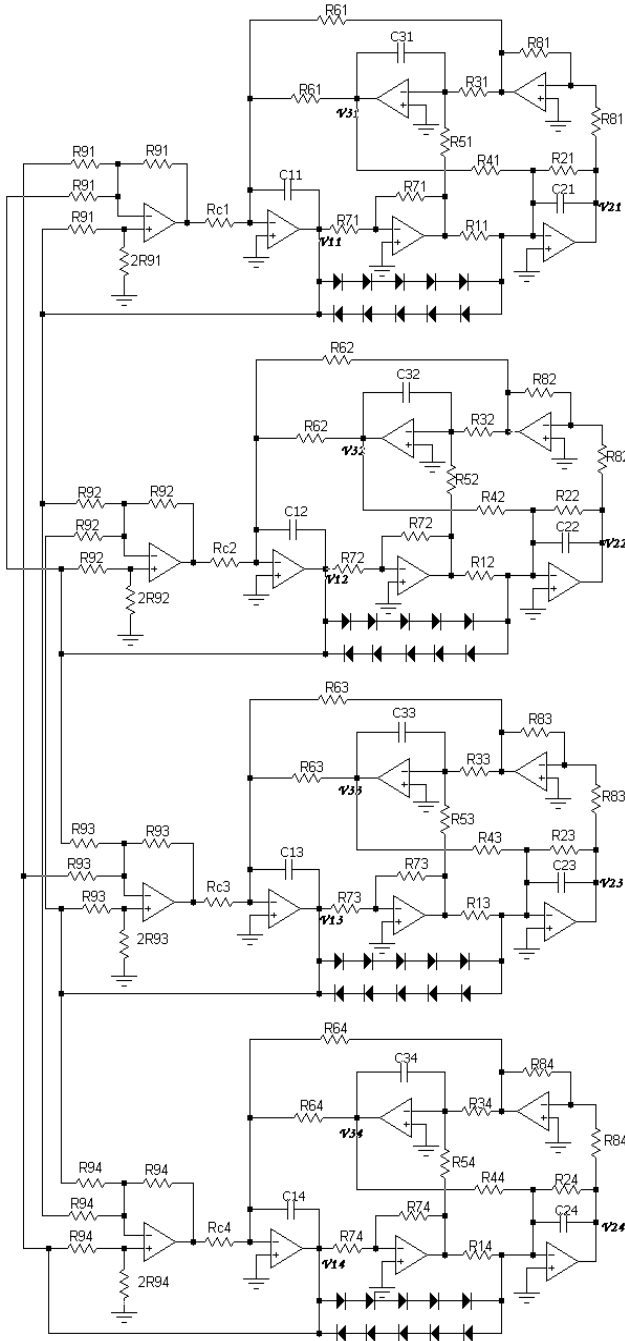 R61
R81
C31
R61
V31
R31
R81
R51
R91
R91
R41
R21
C11
R71
C21
R91
Rc1
V21
R91
R71
V11
R11
2R91
R62
R82
C32
R62
V32
R32
R82
R52
R92
R92
R42
R22
C12
R72
C22
R92
V22
R92
Rc2
R72
R12
V12
2R92
R63
R83
C33
R63
R33
V33
R83
R53
R93
R93
R43
R23
C13
R73
C23
R93
V23
R93
Rc3
R73
R13
V13
2R93
R64
R84
C34
R64
R34
V34
R84
R54
R94
R94
R44
R24
C14
R74
C24
R94
V24
R94
Rc4
R74
R14
V14
2R94